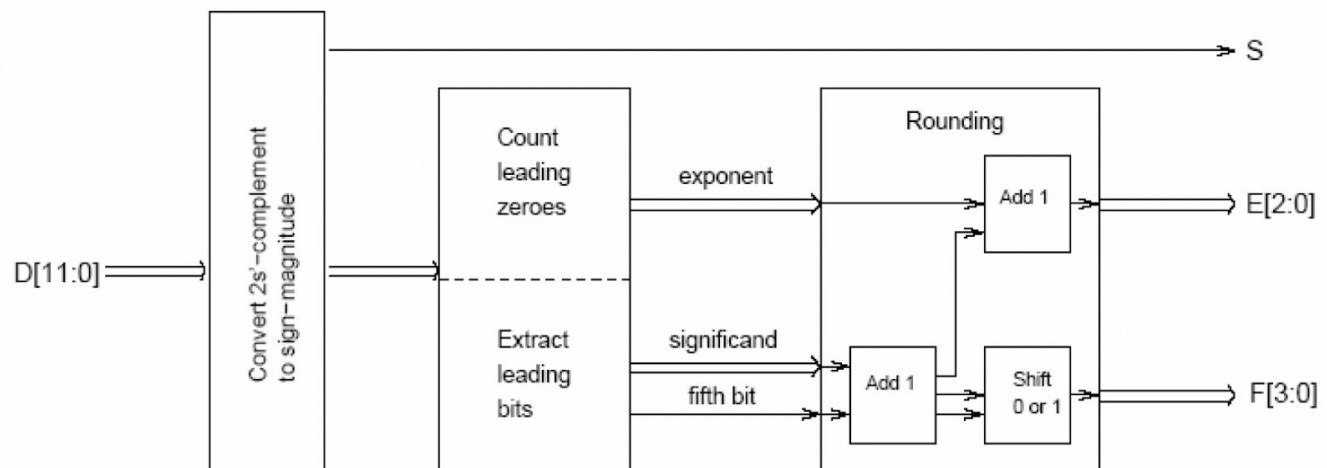 S
Convert 2s'-complement
to sign-magnitude
Count
leading
zeroes
Rounding
exponent
Add 1
E[2:0]
D[11:0]
Extract
leading
bits
significand
fifth bit
Add 1
Shift
0 or 1
F[3:0]